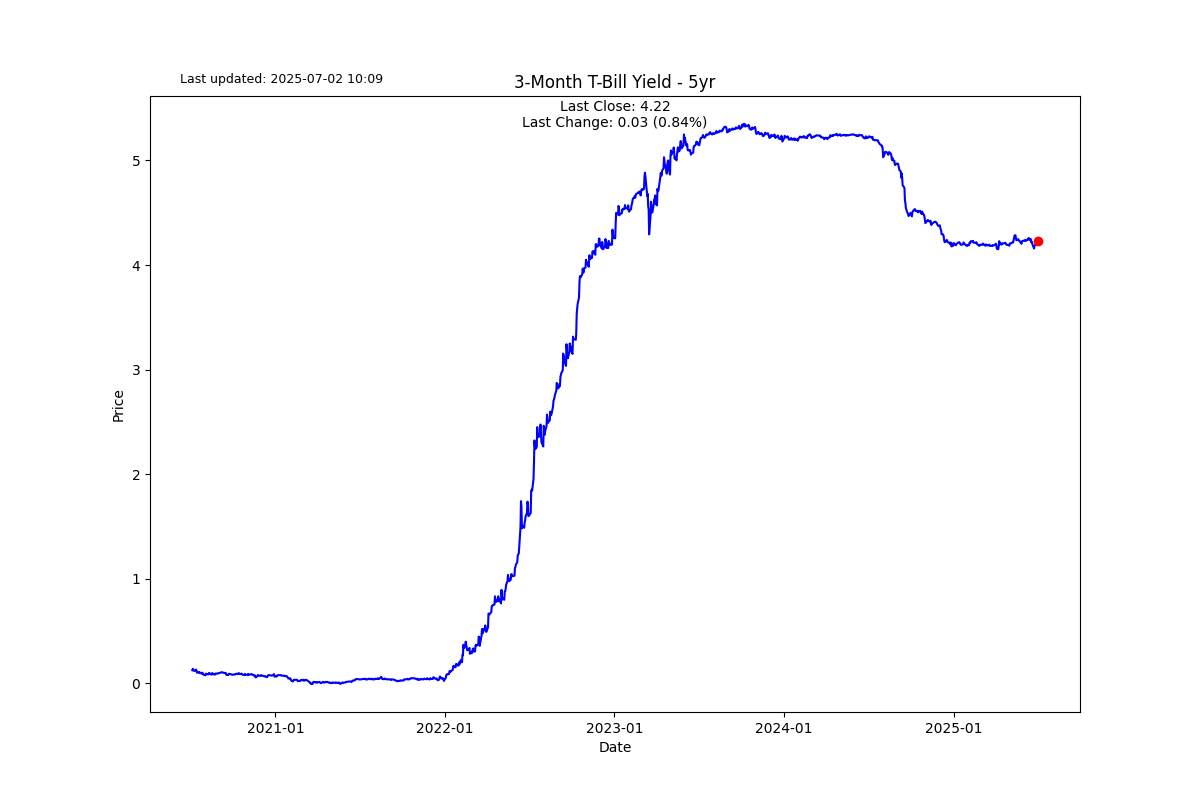 Last updated: 2025-07-02 10:09
3-Month T-Bill Yield - 5yr
Last Close: 4.22
Last Change: 0.03 (0.84%)
5
4
3
2
1
0
Price
2021-01
2022-01
2023-01
2024-01
2025-01
Date